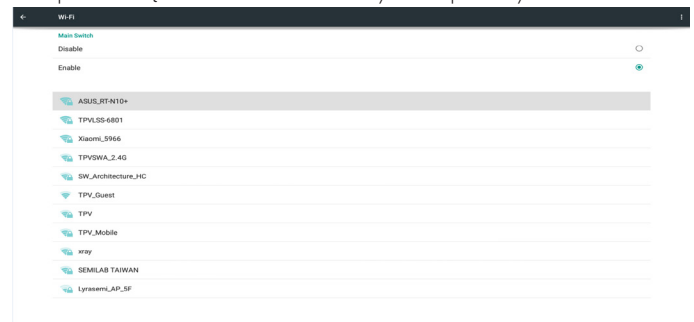 Wi-Fi
Main Switch
Disable
Enable
ASUS_RT-N10+
TPVLSS-6801
Xiaomi_5966
TPVSWA_2.4G
SW_Architecture_HC
TPV_Guest
TPV
TPV_Mobile
xray
SEMILAB TAIWAN
Lyrasemi_AP_5F